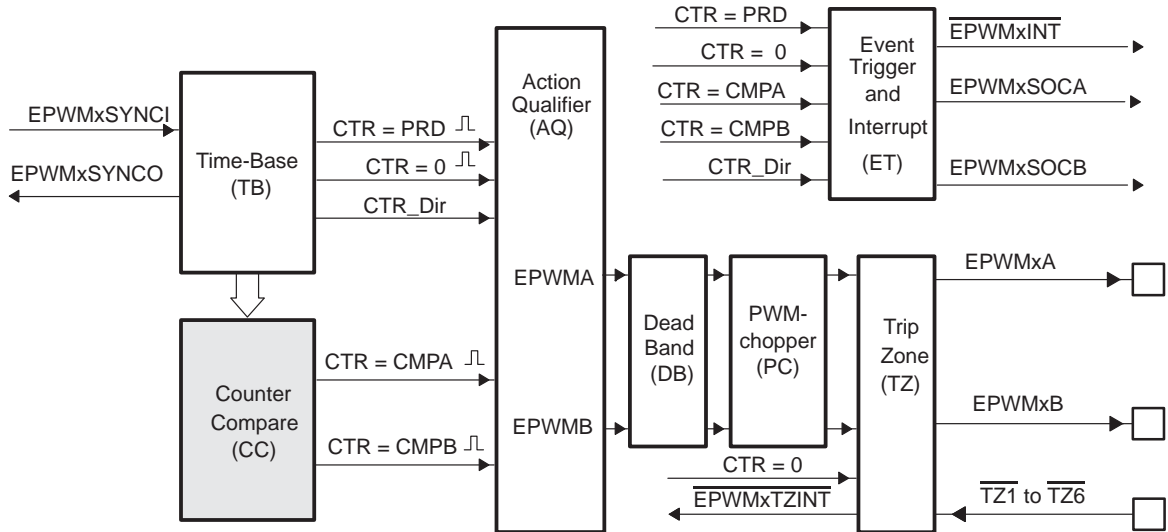 EPWMxSYNCI
EPWMxSYNCO
Time-Base
(TB)
CTR = PRD
CTR = 0
CTR_Dir
Counter
Compare
(CC)
CTR = CMPA
CTR = CMPB
Action
Qualifier
(AQ)
EPWMA
EPWMB
CTR = PRD
CTR = 0
CTR = CMPA
CTR = CMPB
CTR_Dir
Event
Trigger
and
Interrupt
(ET)
EPWMxINT
EPWMxSOCA
EPWMxSOCB
Dead
Band
(DB)
PWM-
chopper
(PC)
Trip
Zone
(TZ)
EPWMxA
EPWMxB
CTR = 0
EPWMxTZINT
TZ1 to TZ6